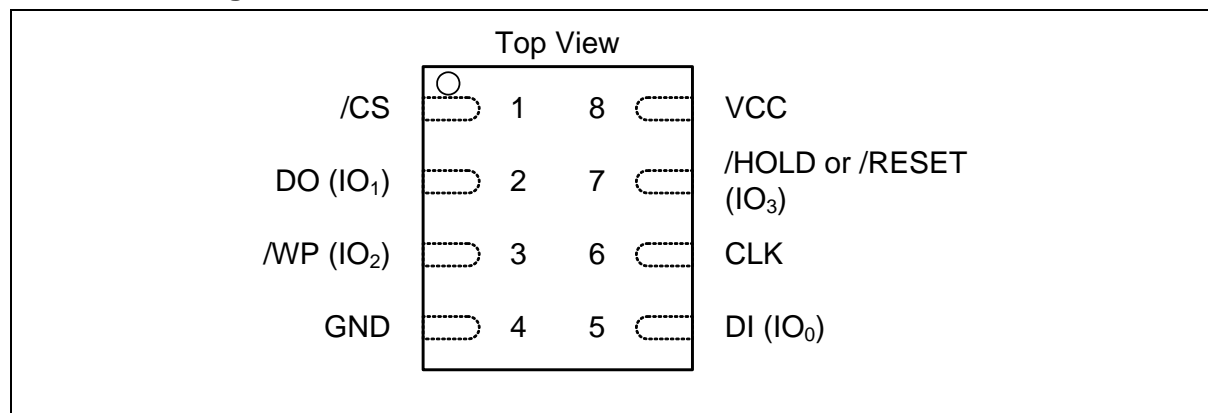 Top View
/CS 1 8 VCC
DO (IO₁) 2 7 /HOLD or /RESET
(IO₃)
/WP (IO₂) 3 6 CLK
GND 4 5 DI (IO₀)